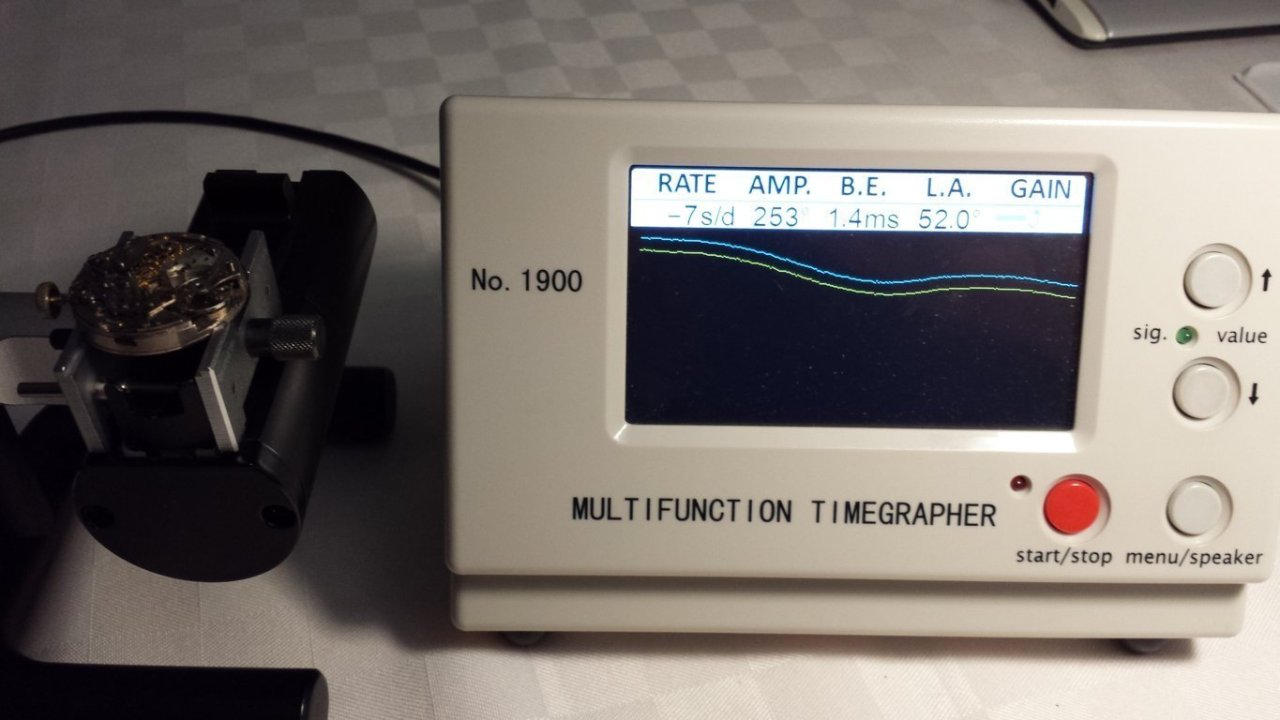 RATE AMP. B.E. L.A. GAIN
−7s/d 253° 1.4ms 52.0°
No. 1900
sig. value
MULTIFUNCTION TIMEGRAPHER
start/stop menu/speaker